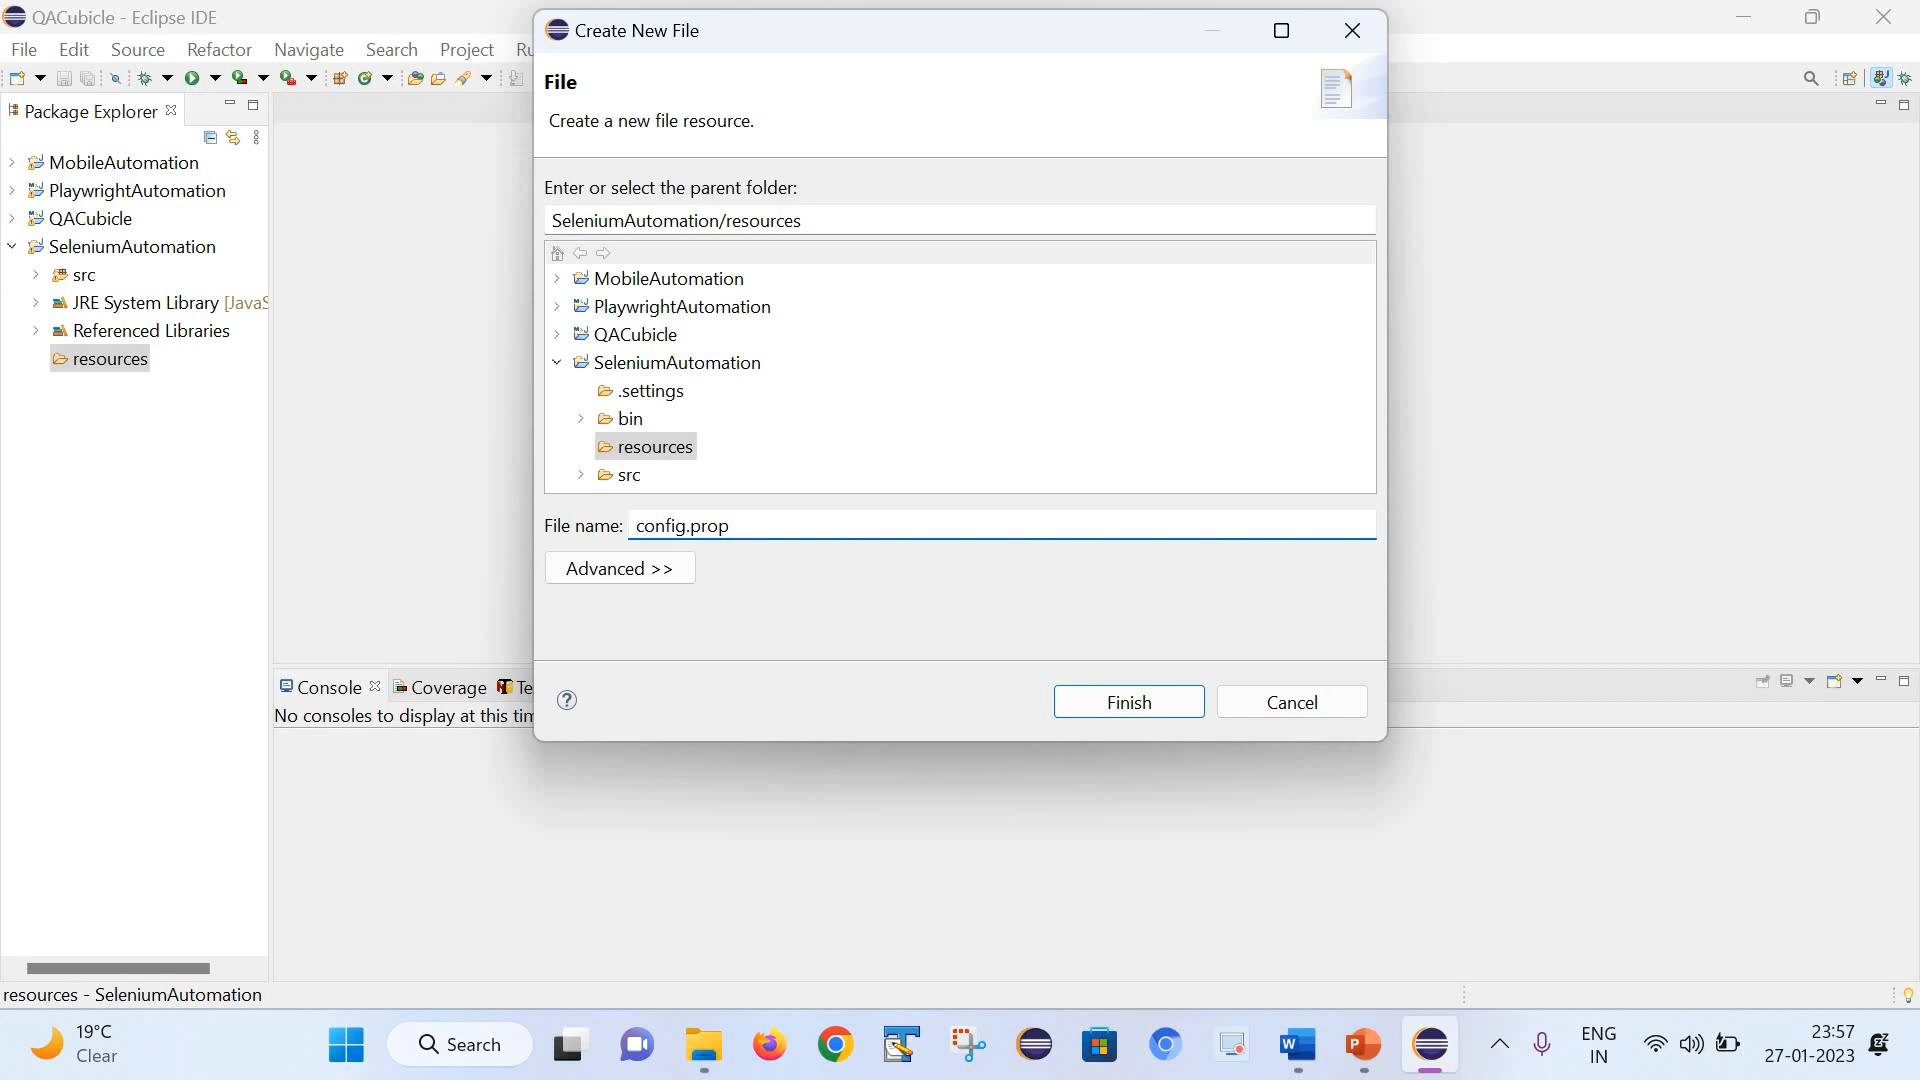 QACubicle - Eclipse IDE
File Edit Source Refactor Navigate Search Project
Package Explorer
MobileAutomation
PlaywrightAutomation
QACubicle
SeleniumAutomation
src
JRE System Library
Referenced Libraries
resources
Create New File
File
Create a new file resource.
Enter or select the parent folder:
SeleniumAutomation/resources
MobileAutomation
PlaywrightAutomation
QACubicle
SeleniumAutomation
.settings
bin
resources
src
File name: config.prop
Advanced >>
Finish Cancel
Console Coverage
No consoles to display at this
resources - SeleniumAutomation
19°C
Clear
Search
ENG
IN
23:57
27-01-2023